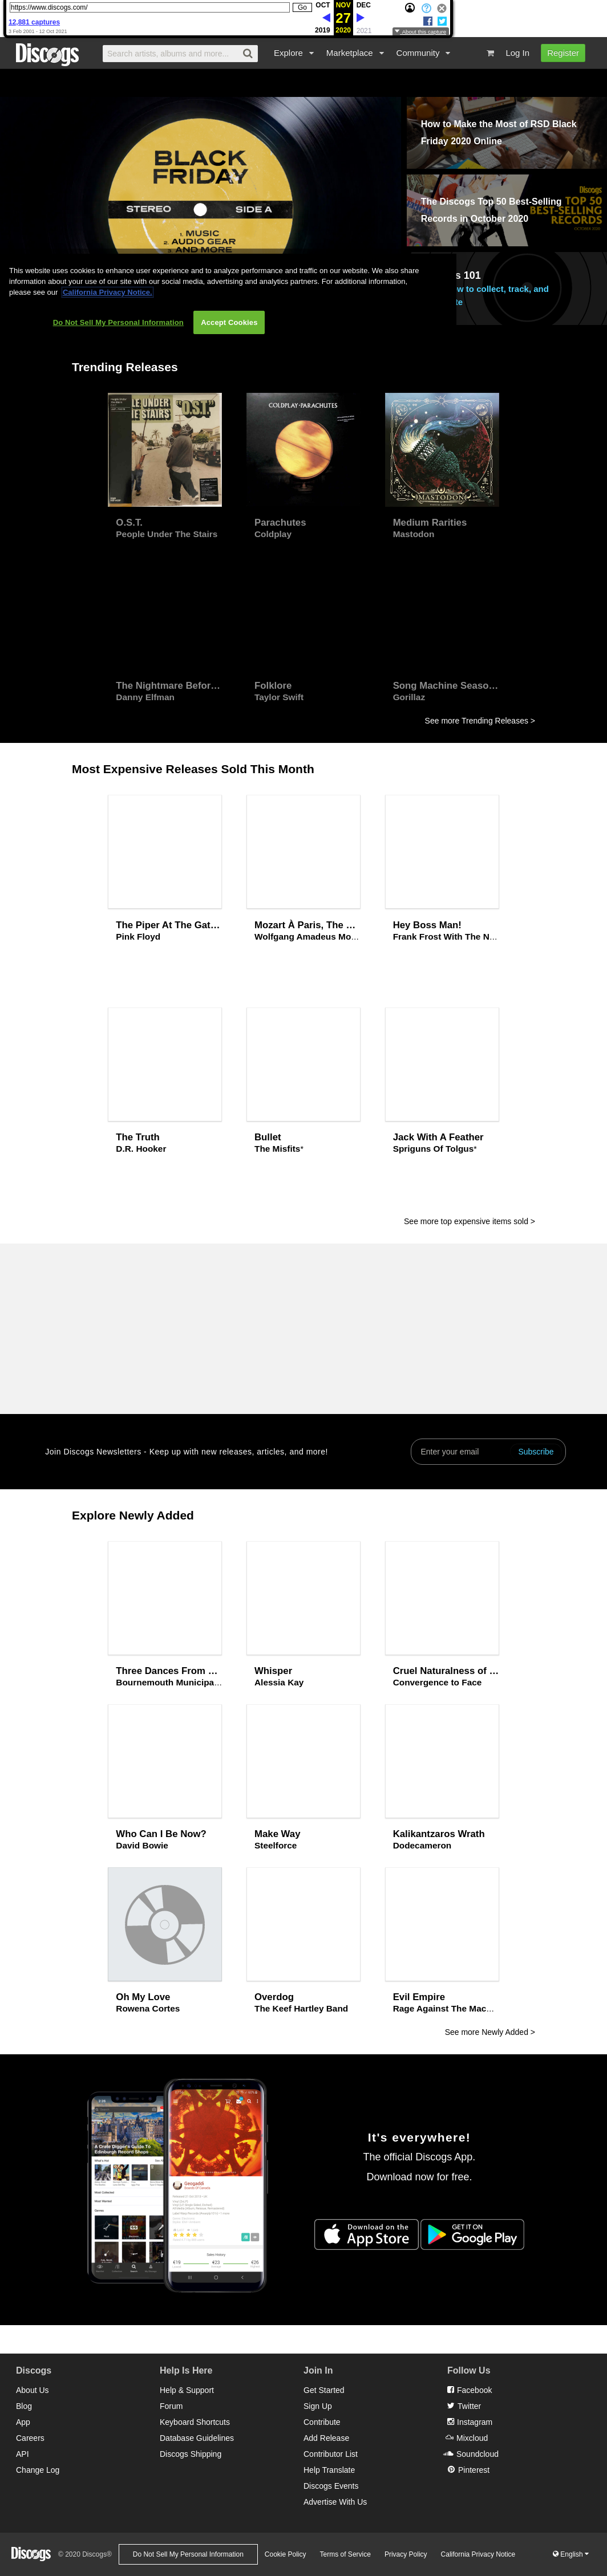 https://www.discogs.com/
Go
OCT NOV DEC
27
2019 2020 2021
12,881 captures
3 Feb 2001 - 12 Oct 2021
About this capture
Discogs
Search artists, albums and more...
Explore
Marketplace
Community
Log In
Register
BLACK FRIDAY
STEREO SIDE A
1. MUSIC
2. AUDIO GEAR
AND MORE
How to Make the Most of RSD Black
Friday 2020 Online
The Discogs Top 50 Best-Selling
Records in October 2020
Discogs
TOP 50
BEST-SELLING
RECORDS
OCTOBER 2020
s 101
ow to collect, track, and
te
This website uses cookies to enhance user experience and to analyze performance and traffic on our website. We also share
information about your use of our site with our social media, advertising and analytics partners. For additional information,
please see our California Privacy Notice.
Do Not Sell My Personal Information
Accept Cookies
Trending Releases
COLDPLAY·PARACHUTES
MASTODON
O.S.T.
People Under The Stairs
Parachutes
Coldplay
Medium Rarities
Mastodon
The Nightmare Befor…
Danny Elfman
Folklore
Taylor Swift
Song Machine Seaso…
Gorillaz
See more Trending Releases >
Most Expensive Releases Sold This Month
The Piper At The Gat…
Pink Floyd
Mozart À Paris, The …
Wolfgang Amadeus Mo…
Hey Boss Man!
Frank Frost With The N…
The Truth
D.R. Hooker
Bullet
The Misfits*
Jack With A Feather
Spriguns Of Tolgus*
See more top expensive items sold >
Join Discogs Newsletters - Keep up with new releases, articles, and more!
Enter your email
Subscribe
Explore Newly Added
Three Dances From …
Bournemouth Municipa…
Whisper
Alessia Kay
Cruel Naturalness of …
Convergence to Face
Who Can I Be Now?
David Bowie
Make Way
Steelforce
Kalikantzaros Wrath
Dodecameron
Oh My Love
Rowena Cortes
Overdog
The Keef Hartley Band
Evil Empire
Rage Against The Mac…
See more Newly Added >
A Crate Digger's Guide To
Edinburgh Record Shops
Geogaddi
It's everywhere!
The official Discogs App.
Download now for free.
Download on the
App Store
GET IT ON
Google Play
Discogs
About Us
Blog
App
Careers
API
Change Log
Help Is Here
Help & Support
Forum
Keyboard Shortcuts
Database Guidelines
Discogs Shipping
Join In
Get Started
Sign Up
Contribute
Add Release
Contributor List
Help Translate
Discogs Events
Advertise With Us
Follow Us
Facebook
Twitter
Instagram
Mixcloud
Soundcloud
Pinterest
Discogs
© 2020 Discogs®
Do Not Sell My Personal Information
Cookie Policy
Terms of Service
Privacy Policy
California Privacy Notice
English